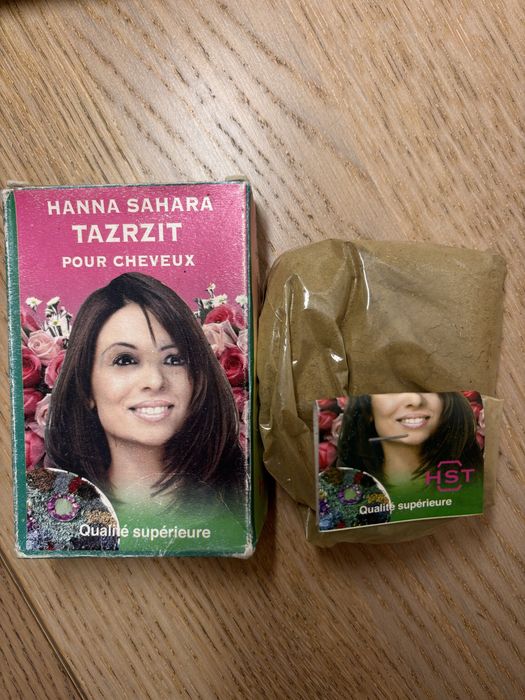 HANNA SAHARA
TAZRZIT
POUR CHEVEUX
Qualité supérieure
HST
Qualité supérieure